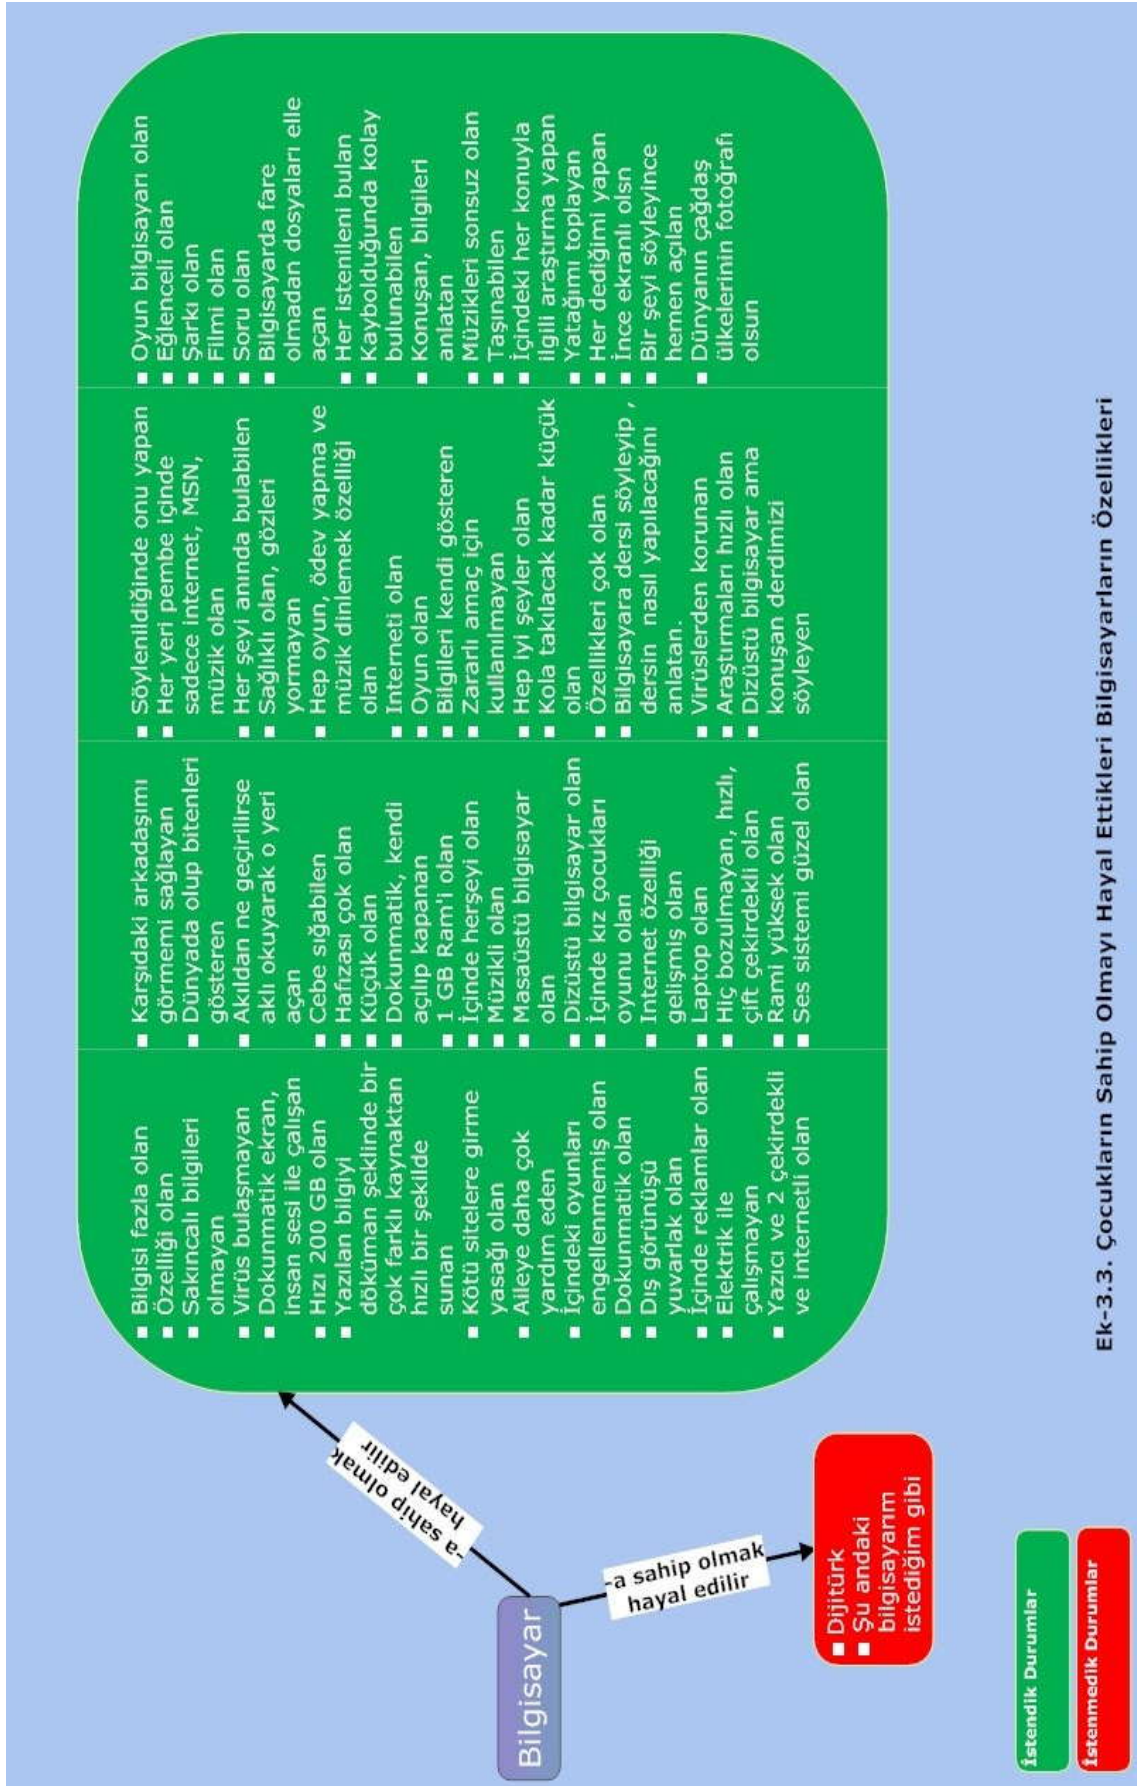 Bilgisayar
-a sahip olmak
hayal edilir
-a sahip olmak
hayal edilir
▪ Bilgisi fazla olan
▪ Özelliği olan
▪ Sakıncalı bilgileri
olmayan
▪ Virüs bulaşmayan
▪ Dokunmatik ekran,
insan sesi ile çalışan
▪ Hızı 200 GB olan
▪ Yazılan bilgiyi
döküman şeklinde bir
çok farklı kaynaktan
hızlı bir şekilde
sunan
▪ Kötü sitelere girme
yasağı olan
▪ Aileye daha çok
yardım eden
▪ İçindeki oyunları
engellenmemiş olan
▪ Dokunmatik olan
▪ Dış görünüşü
yuvarlak olan
▪ İçinde reklamlar olan
▪ Elektrik ile
çalışmayan
▪ Yazıcı ve 2 çekirdekli
ve internetli olan
▪ Karşıdaki arkadaşımı
görmemi sağlayan
▪ Dünyada olup bitenleri
gösteren
▪ Akıldan ne geçirilirse
aklı okuyarak o yeri
açan
▪ Cebe sığabilen
▪ Hafızası çok olan
▪ Küçük olan
▪ Dokunmatik, kendi
açılıp kapanan
▪ 1 GB Ram'i olan
▪ İçinde herşeyi olan
▪ Müzikli olan
▪ Masaüstü bilgisayar
olan
▪ Dizüstü bilgisayar olan
▪ İçinde kız çocukları
oyunu olan
▪ Internet özelliği
gelişmiş olan
▪ Laptop olan
▪ Hiç bozulmayan, hızlı,
çift çekirdekli olan
▪ Rami yüksek olan
▪ Ses sistemi güzel olan
▪ Söylenildiğinde onu yapan
▪ Her yeri pembe içinde
sadece internet, MSN,
müzik olan
▪ Her şeyi anında bulabilen
▪ Sağlıklı olan, gözleri
yormayan
▪ Hep oyun, ödev yapma ve
müzik dinlemek özelliği
olan
▪ Interneti olan
▪ Oyun olan
▪ Bilgileri kendi gösteren
▪ Zararlı amaç için
kullanılmayan
▪ Hep iyi şeyler olan
▪ Kola takılacak kadar küçük
olan
▪ Özellikleri çok olan
▪ Bilgisayara dersi söyleyip ,
dersin nasıl yapılacağını
anlatan.
▪ Virüslerden korunan
▪ Araştırmaları hızlı olan
▪ Dizüstü bilgisayar ama
konuşan derdimizi
söyleyen
▪ Oyun bilgisayarı olan
▪ Eğlenceli olan
▪ Şarkı olan
▪ Filmi olan
▪ Soru olan
▪ Bilgisayarda fare
olmadan dosyaları elle
açan
▪ Her istenileni bulan
▪ Kaybolduğunda kolay
bulunabilen
▪ Konuşan, bilgileri
anlatan
▪ Müzikleri sonsuz olan
▪ Taşınabilen
▪ İçindeki her konuyla
ilgili araştırma yapan
▪ Yatağımı toplayan
▪ Her dediğimi yapan
▪ İnce ekranlı olsn
▪ Bir şeyi söyleyince
hemen açılan
▪ Dünyanın çağdaş
ülkelerinin fotoğrafı
olsun
▪ Dijitürk
▪ Şu andaki
bilgisayarım
istediğim gibi
İstendik Durumlar
İstenmedik Durumlar
Ek-3.3. Çocukların Sahip Olmayı Hayal Ettikleri Bilgisayarların Özellikleri